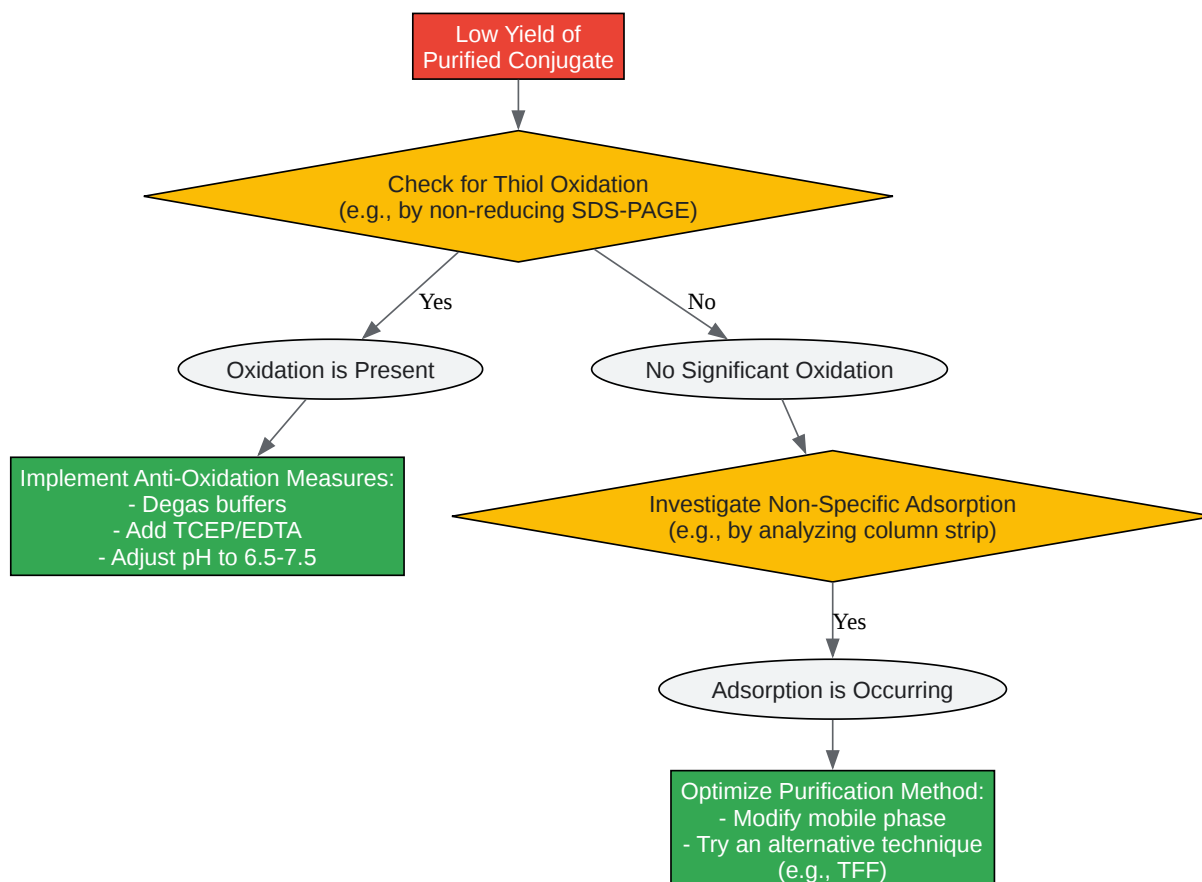 Low Yield of
Purified Conjugate
Check for Thiol Oxidation
(e.g., by non-reducing SDS-PAGE)
Yes
No
Oxidation is Present
No Significant Oxidation
Implement Anti-Oxidation Measures:
- Degas buffers
- Add TCEP/EDTA
- Adjust pH to 6.5-7.5
Investigate Non-Specific Adsorption
(e.g., by analyzing column strip)
Yes
Adsorption is Occurring
Optimize Purification Method:
- Modify mobile phase
- Try an alternative technique
(e.g., TFF)